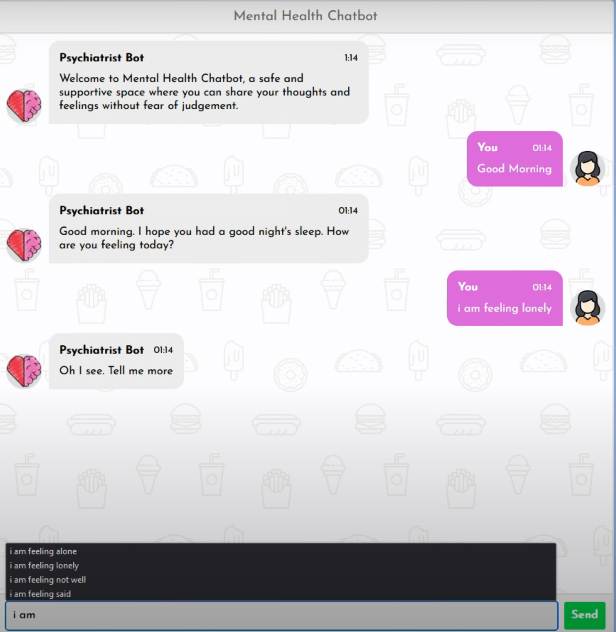 Mental Health Chatbot
Psychiatrist Bot 1:14
Welcome to Mental Health Chatbot, a safe and
supportive space where you can share your thoughts and
feelings without fear of judgement.
You 01:14
Good Morning
Psychiatrist Bot 01:14
Good morning. I hope you had a good night's sleep. How
are you feeling today?
You 01:14
i am feeling lonely
Psychiatrist Bot 01:14
Oh I see. Tell me more
i am feeling alone
i am feeling lonely
i am feeling not well
i am feeling said
i am
Send